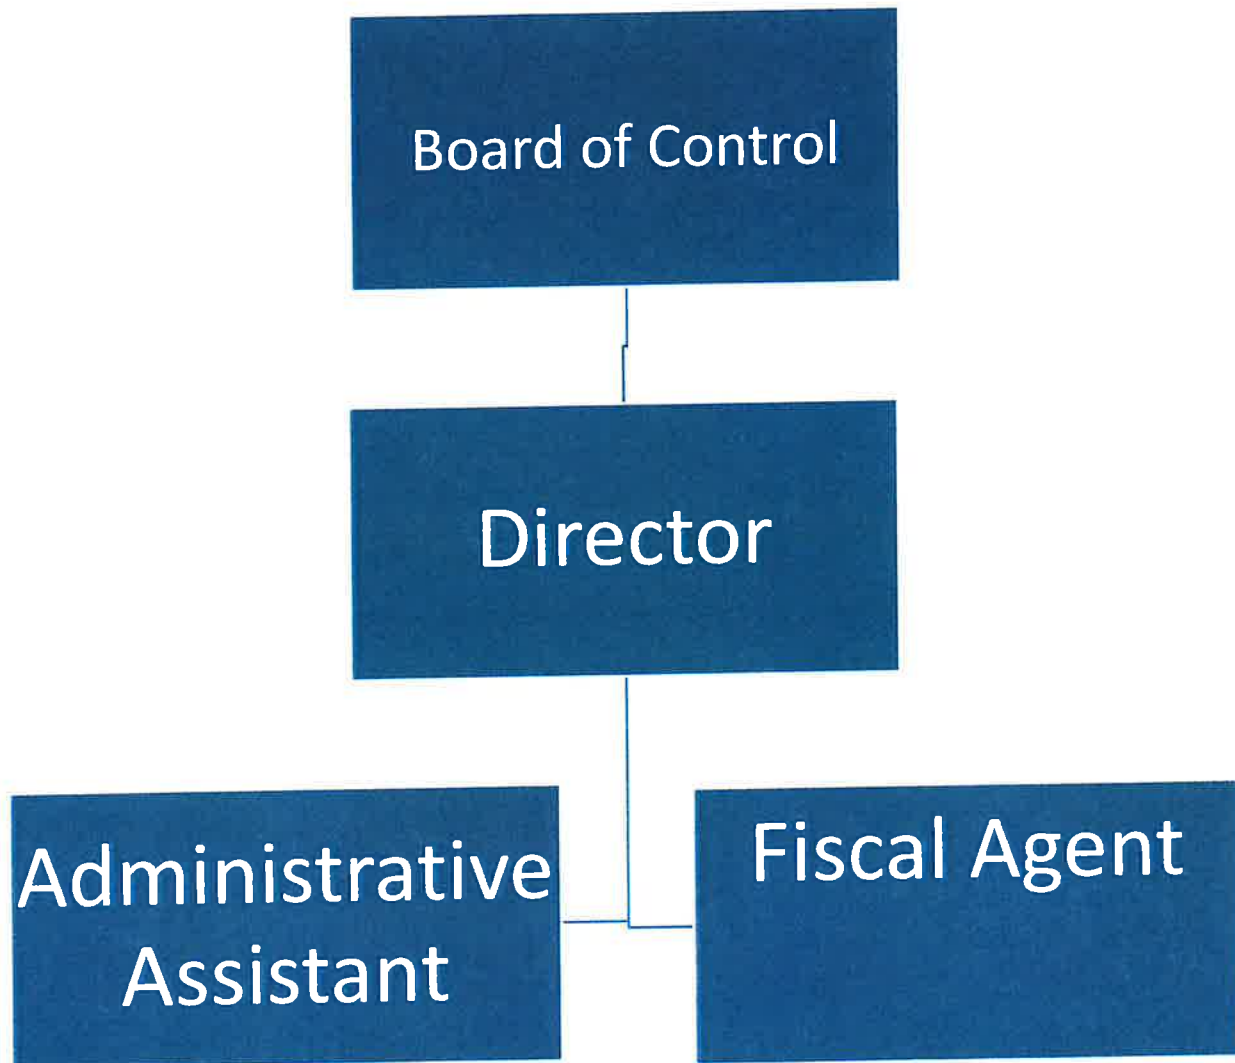 Board of Control
Director
Administrative
Assistant
Fiscal Agent